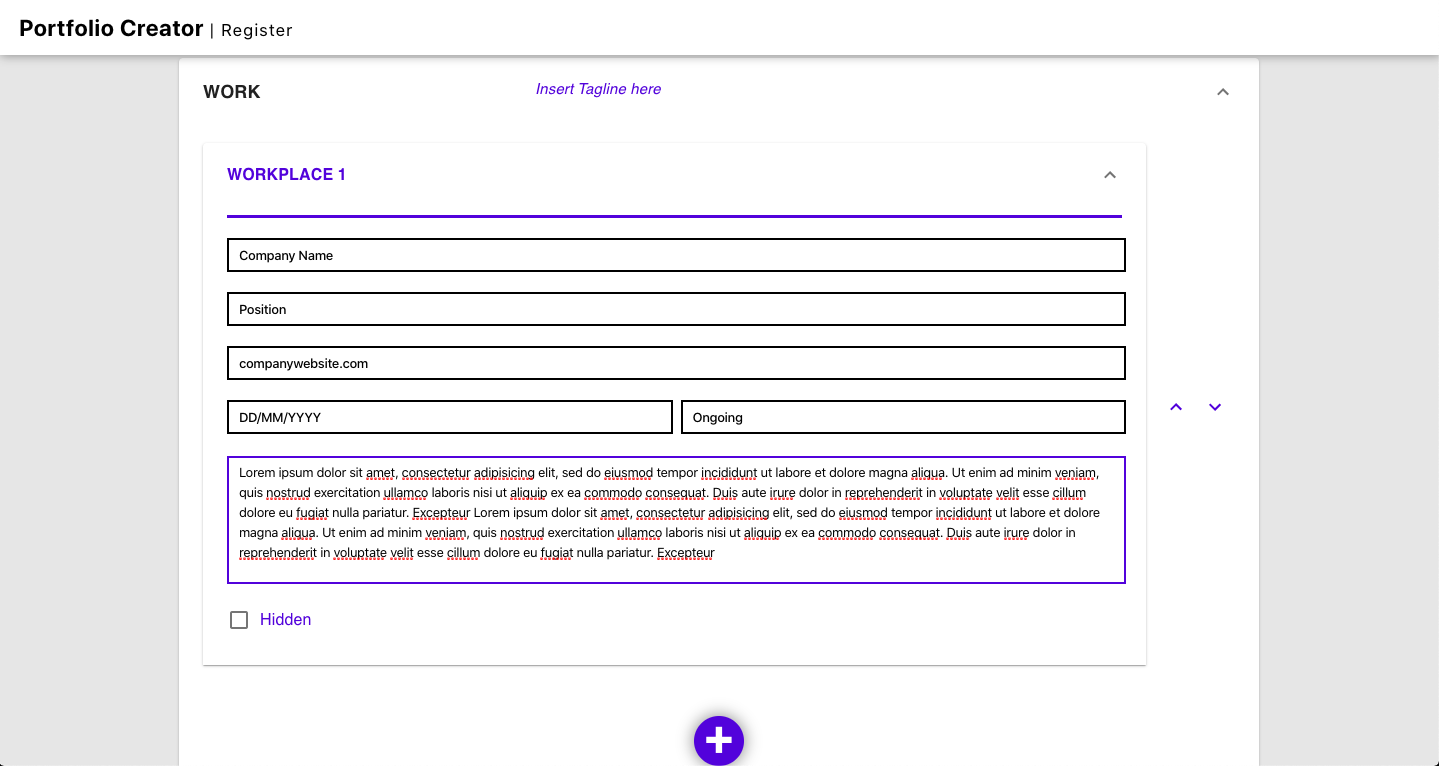 Portfolio Creator | Register
WORK
Insert Tagline here
WORKPLACE 1
Company Name
Position
companywebsite.com
DD/MM/YYYY
Ongoing
Lorem ipsum dolor sit amet, consectetur adipisicing elit, sed do eiusmod tempor incididunt ut labore et dolore magna aliqua. Ut enim ad minim veniam,
quis nostrud exercitation ullamco laboris nisi ut aliquip ex ea commodo consequat. Duis aute irure dolor in reprehenderit in voluptate velit esse cillum
dolore eu fugiat nulla pariatur. Excepteur Lorem ipsum dolor sit amet, consectetur adipisicing elit, sed do eiusmod tempor incididunt ut labore et dolore
magna aliqua. Ut enim ad minim veniam, quis nostrud exercitation ullamco laboris nisi ut aliquip ex ea commodo consequat. Duis aute irure dolor in
reprehenderit in voluptate velit esse cillum dolore eu fugiat nulla pariatur. Excepteur
Hidden